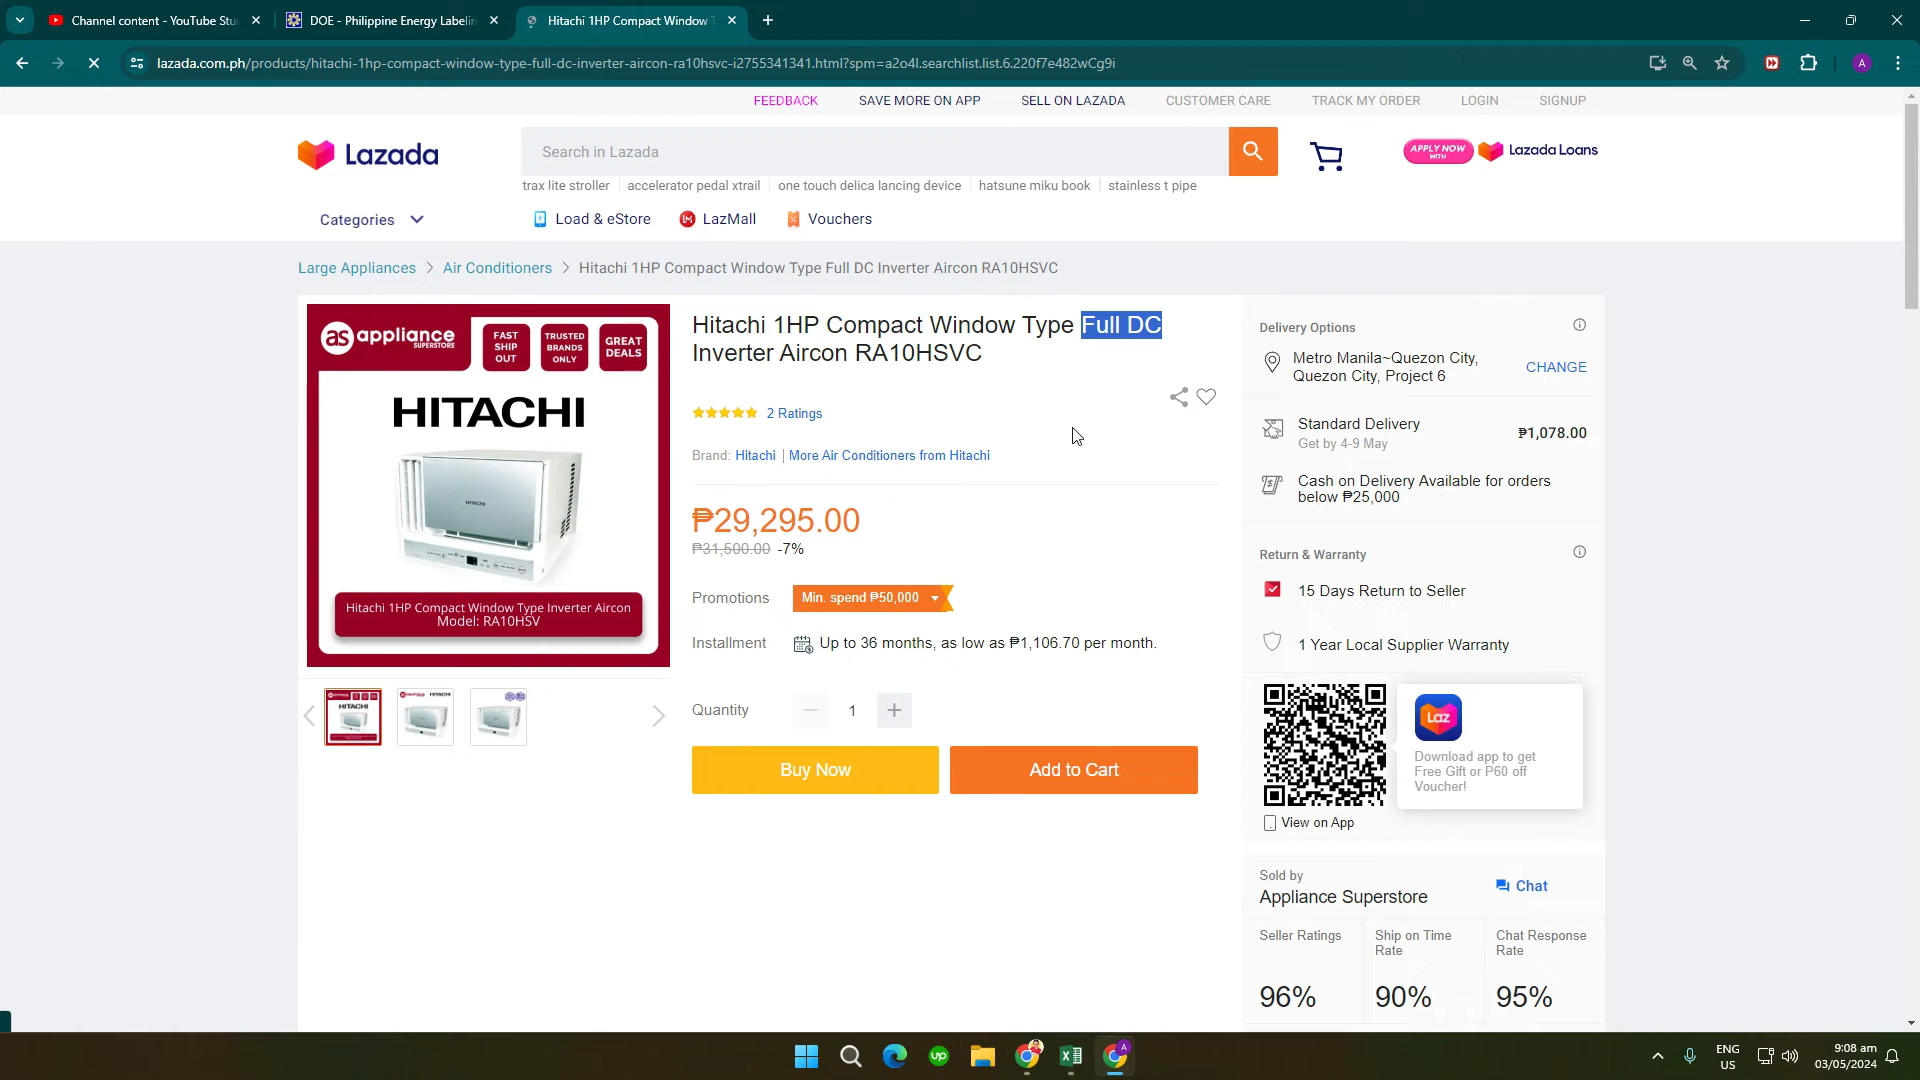 Channel content - YouTube Stu
DOE - Philippine Energy Labelin
Hitachi 1HP Compact Window T
lazada.com.ph/products/hitachi-1hp-compact-window-type-full-dc-inverter-aircon-ra10hsvc-i2755341341.html?spm=a2o4l.searchlist.list.6.220f7e482wCg9i
A
FEEDBACK
SAVE MORE ON APP
SELL ON LAZADA
CUSTOMER CARE
TRACK MY ORDER
LOGIN
SIGNUP
Lazada
Search in Lazada
APPLY NOW
WITH
Lazada Loans
trax lite stroller
accelerator pedal xtrail
one touch delica lancing device
hatsune miku book
stainless t pipe
Categories
Load & eStore
LazMall
Vouchers
Large Appliances > Air Conditioners > Hitachi 1HP Compact Window Type Full DC Inverter Aircon RA10HSVC
as appliance
SUPERSTORE
FAST
SHIP
OUT
TRUSTED
BRANDS
ONLY
GREAT
DEALS
HITACHI
HITACHI
Hitachi 1HP Compact Window Type Inverter Aircon
Model: RA10HSV
Hitachi 1HP Compact Window Type Full DC
Inverter Aircon RA10HSVC
2 Ratings
Brand: Hitachi | More Air Conditioners from Hitachi
₱29,295.00
₱31,500.00 -7%
Promotions
Min. spend ₱50,000
Installment
Up to 36 months, as low as ₱1,106.70 per month.
Quantity
1
Buy Now
Add to Cart
Delivery Options
Metro Manila~Quezon City,
Quezon City, Project 6
CHANGE
Standard Delivery
₱1,078.00
Get by 4-9 May
Cash on Delivery Available for orders
below ₱25,000
Return & Warranty
15 Days Return to Seller
1 Year Local Supplier Warranty
Laz
Download app to get
Free Gift or P60 off
Voucher!
View on App
Sold by
Appliance Superstore
Chat
Seller Ratings
Ship on Time
Rate
Chat Response
Rate
96%
90%
95%
HITACHI
HITACHI
up
A
ENG
US
9:08 am
03/05/2024